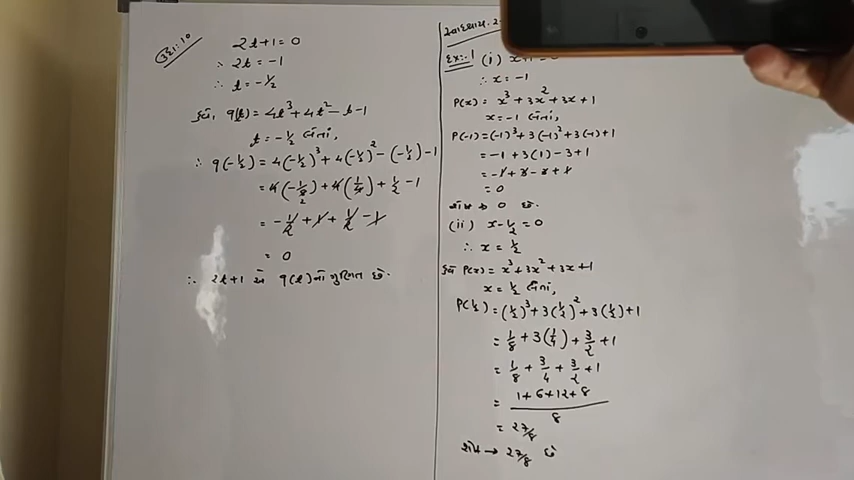 ઉદા. 10
2t+1=0
∴ 2t = -1
∴ t = -½
હવે, q(t) = 4t³ + 4t² - t - 1
t = -½ લેતાં,
∴ q(-½) = 4(-½)³ + 4(-½)² - (-½) - 1
= 4(-1/8) + 4(1/4) + ½ - 1
= -1/2 + 1 + 1/2 - 1
= 0
∴ 2t+1 એ q(t)નો ગુણિત છે.
સ્વાધ્યાય. 2.
Ex:-1 (i) x+1=0
∴ x = -1
P(x) = x³ + 3x² + 3x + 1
x = -1 લેતાં,
P(-1) = (-1)³ + 3(-1)² + 3(-1) + 1
= -1 + 3(1) - 3 + 1
= -1 + 3 - 3 + 1
= 0
શેષ → 0 છે.
(ii) x - ½ = 0
∴ x = ½
હવે P(x) = x³ + 3x² + 3x + 1
x = ½ લેતાં,
P(½) = (½)³ + 3(½)² + 3(½) + 1
= 1/8 + 3(1/4) + 3/2 + 1
= 1/8 + 3/4 + 3/2 + 1
= 1+6+12+8 / 8
= 27/8
શેષ → 27/8 છે